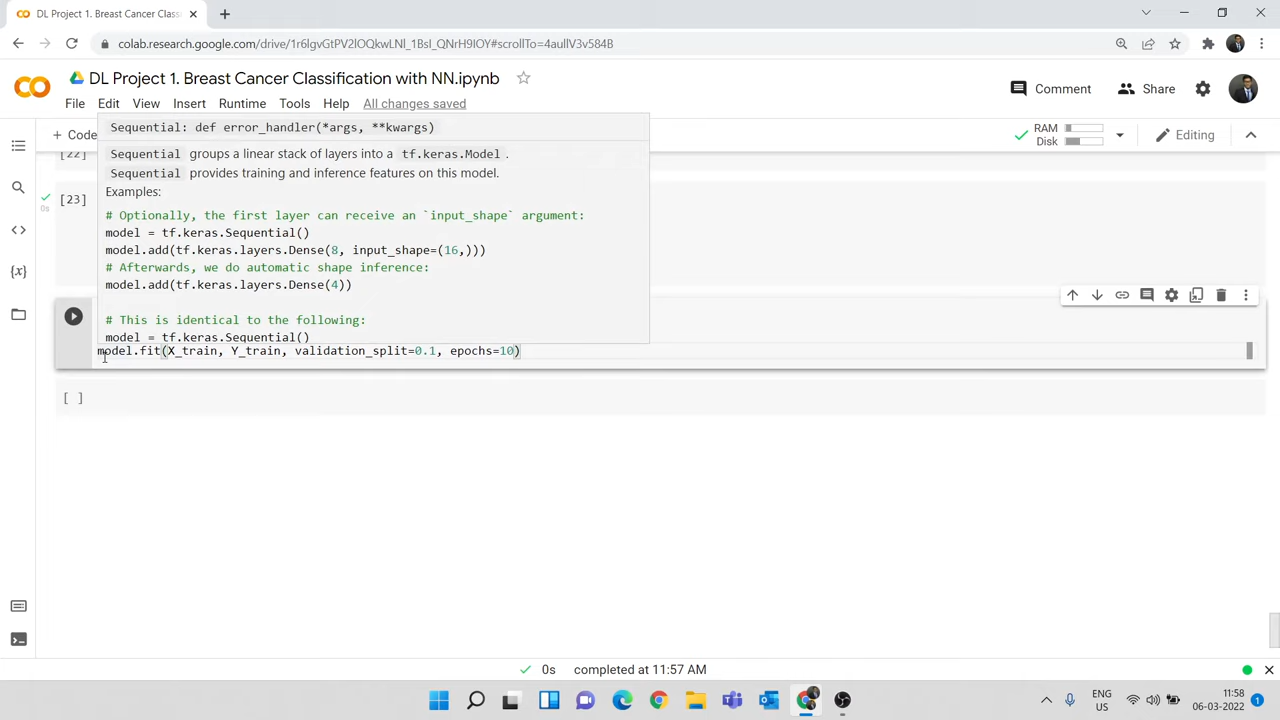 DL Project 1. Breast Cancer Class
colab.research.google.com/drive/1r6lgvGtPV2lOQkwLNl_1BsI_QNrH9IOY#scrollTo=4aullV3v584B
DL Project 1. Breast Cancer Classification with NN.ipynb
Comment
Share
File Edit View Insert Runtime Tools Help All changes saved
+ Code
RAM
Disk
Editing
Sequential: def error_handler(*args, **kwargs)
Sequential groups a linear stack of layers into a tf.keras.Model.
Sequential provides training and inference features on this model.
Examples:
# Optionally, the first layer can receive an `input_shape` argument:
model = tf.keras.Sequential()
model.add(tf.keras.layers.Dense(8, input_shape=(16,)))
# Afterwards, we do automatic shape inference:
model.add(tf.keras.layers.Dense(4))
# This is identical to the following:
model = tf.keras.Sequential()
[22]
[23]
0s
{x}
model.fit(X_train, Y_train, validation_split=0.1, epochs=10)
[ ]
0s completed at 11:57 AM
ENG
US
11:58
06-03-2022
1